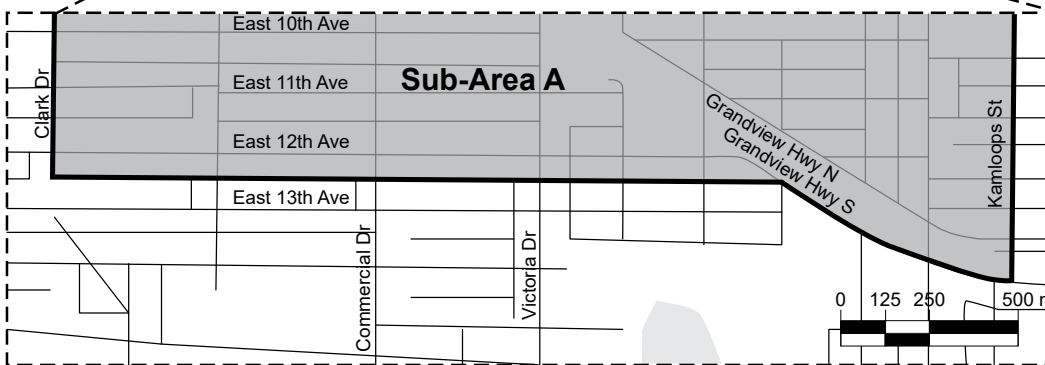 East 10th Ave
Sub-Area A
East 11th Ave
Clark Dr
East 12th Ave
Grandview Hwy N
Grandview Hwy S
Kamloops St
East 13th Ave
Commercial Dr
Victoria Dr
0 125 250 500 m